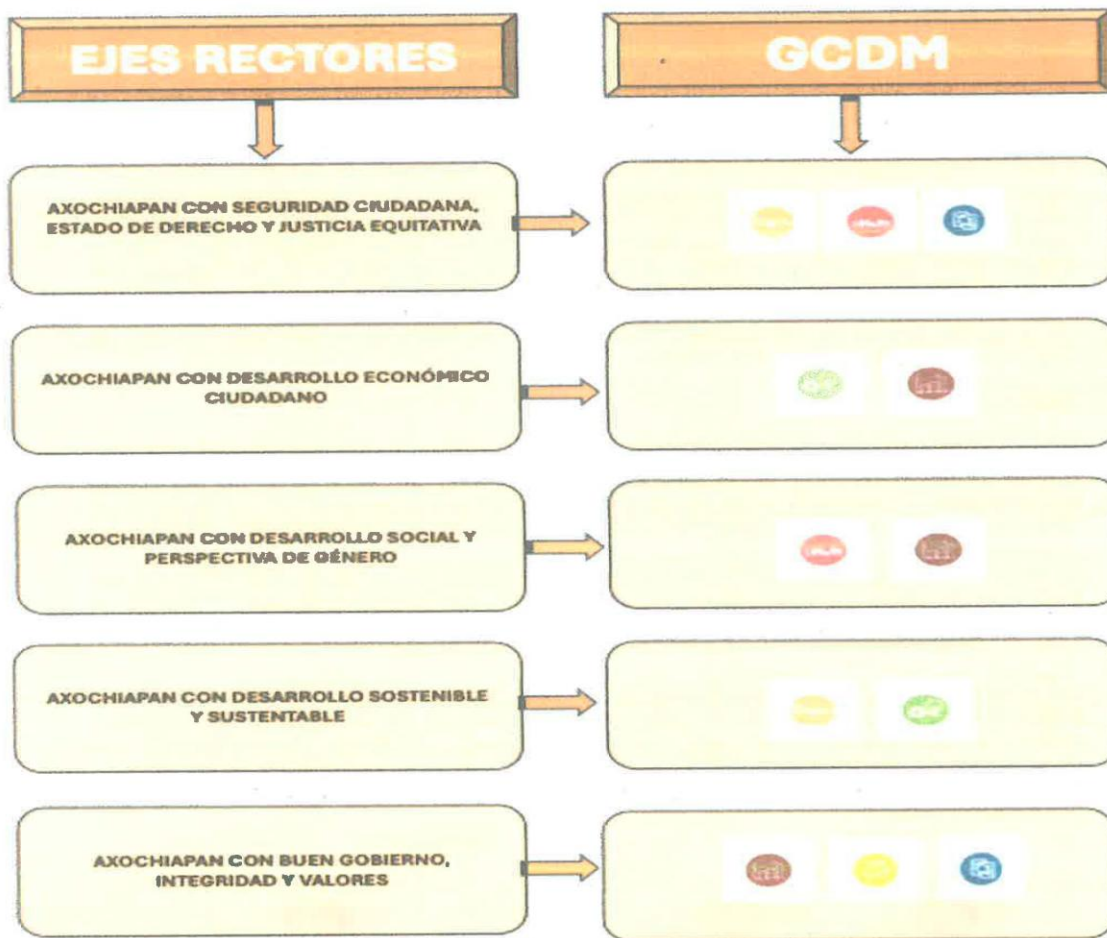 EJES RECTORES
GCDM
AXOCHIAPAN CON SEGURIDAD CIUDADANA,
ESTADO DE DERECHO Y JUSTICIA EQUITATIVA
AXOCHIAPAN CON DESARROLLO ECONÓMICO
CIUDADANO
AXOCHIAPAN CON DESARROLLO SOCIAL Y
PERSPECTIVA DE GÉNERO
AXOCHIAPAN CON DESARROLLO SOSTENIBLE
Y SUSTENTABLE
AXOCHIAPAN CON BUEN GOBIERNO,
INTEGRIDAD Y VALORES